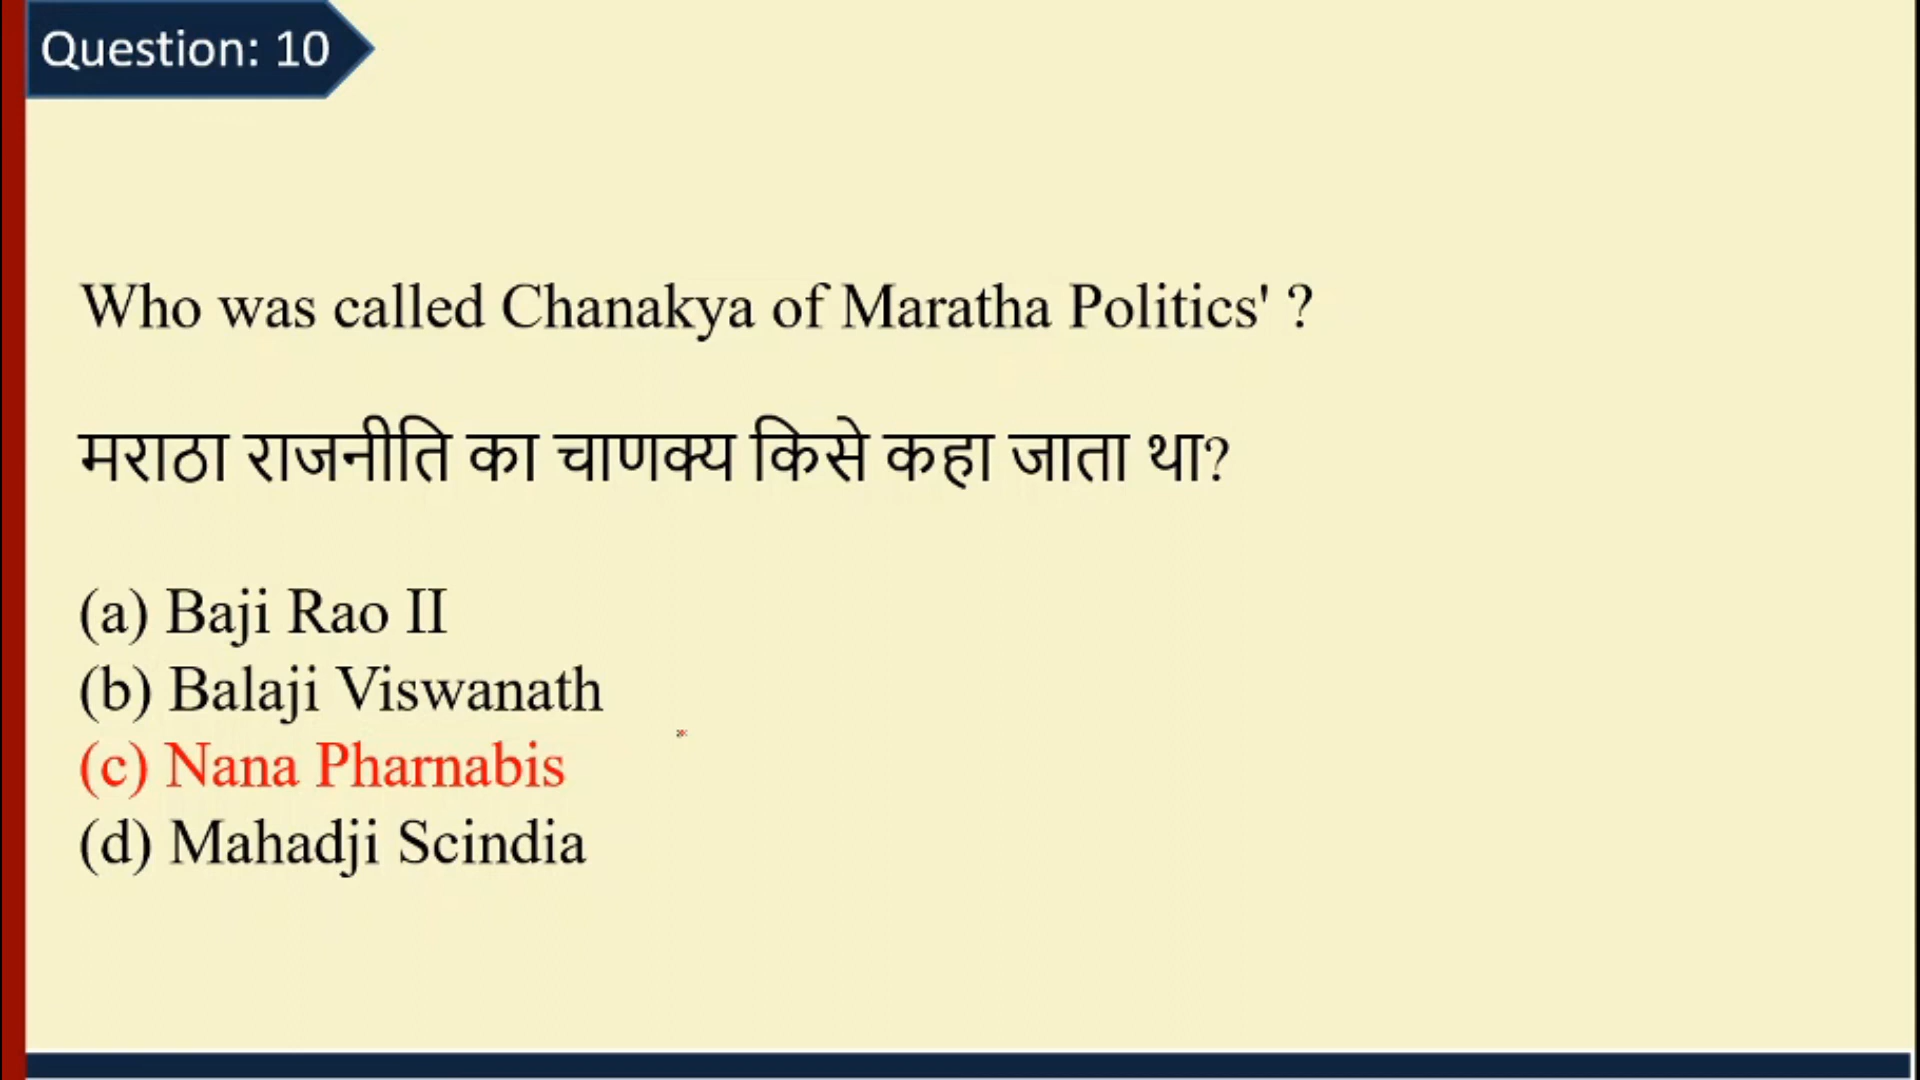 Question: 10
Who was called Chanakya of Maratha Politics' ?
मराठा राजनीति का चाणक्य किसे कहा जाता था?
(a) Baji Rao II
(b) Balaji Viswanath
(c) Nana Pharnabis
(d) Mahadji Scindia